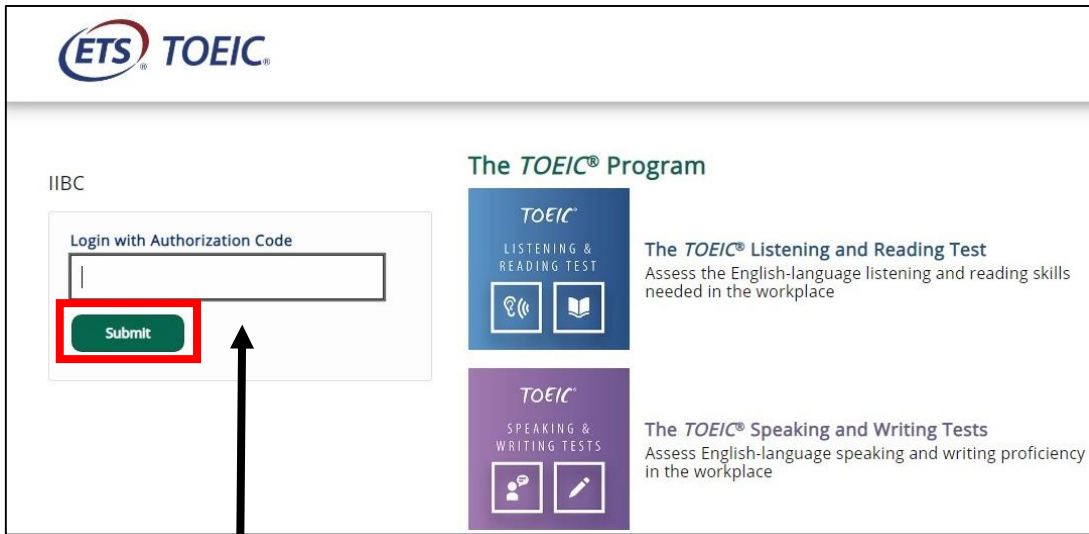 ETS® TOEIC®
IIBC
Login with Authorization Code
Submit
The TOEIC® Program
TOEIC®
LISTENING &
READING TEST
The TOEIC® Listening and Reading Test
Assess the English-language listening and reading skills
needed in the workplace
TOEIC®
SPEAKING &
WRITING TESTS
The TOEIC® Speaking and Writing Tests
Assess English-language speaking and writing proficiency
in the workplace